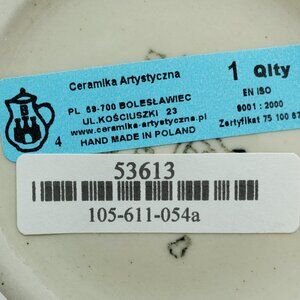 Ceramika Artystyczna
PL 59-700 BOLESŁAWIEC
UL.KOŚCIUSZKI 23
www.ceramika-artystyczna.pl
HAND MADE IN POLAND
4
1 Qlty
EN ISO
9001 : 2000
Zertyfikat 75 100
53613
105-611-054a